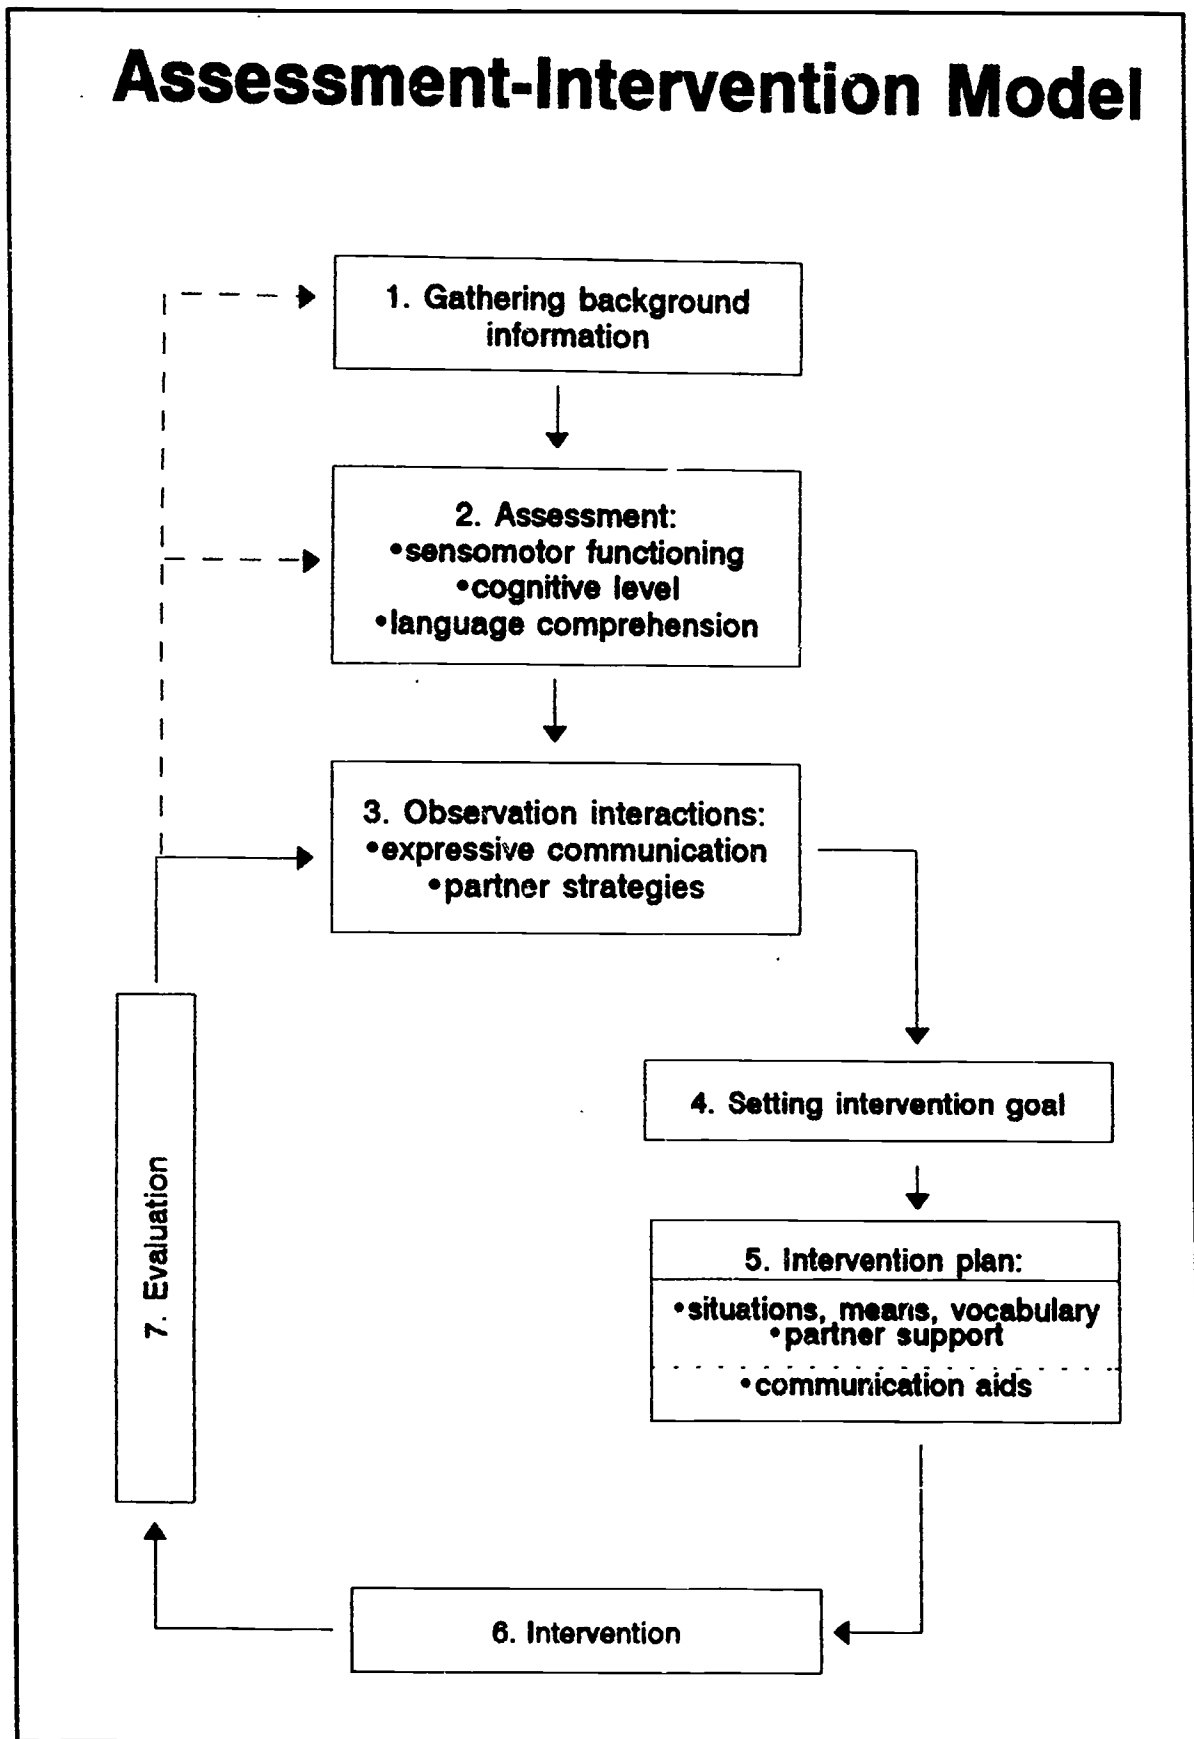 Assessment-Intervention Model
1. Gathering background
information
2. Assessment:
•sensomotor functioning
•cognitive level
•language comprehension
3. Observation interactions:
•expressive communication
•partner strategies
4. Setting intervention goal
5. Intervention plan:
•situations, means, vocabulary
•partner support
•communication aids
6. Intervention
7. Evaluation